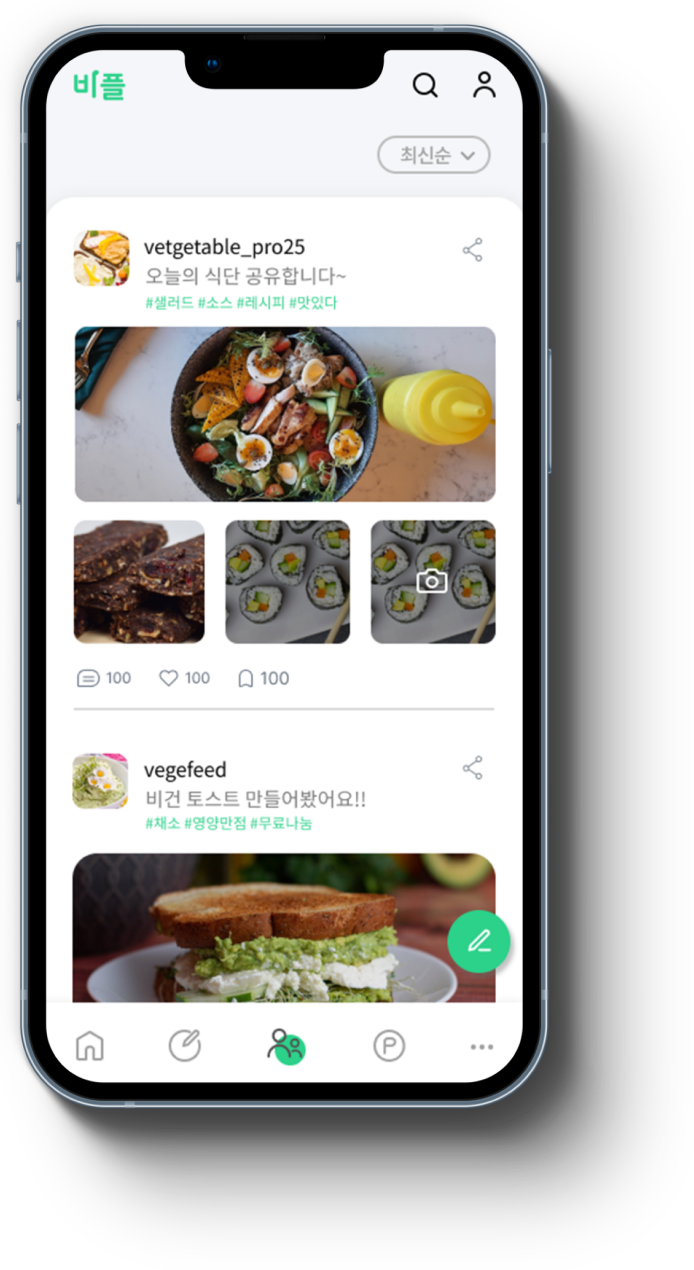 비플
최신순
vetgetable_pro25
오늘의 식단 공유합니다~
#샐러드 #소스 #레시피 #맛있다
100 100 100
vegefeed
비건 토스트 만들어봤어요!!
#채소 #영양만점 #무료나눔
P